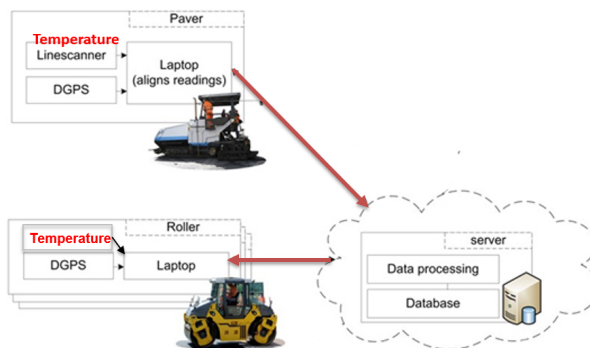 Paver
Temperature
Linescanner
Laptop
(aligns readings)
DGPS
Roller
Temperature
DGPS
Laptop
server
Data processing
Database